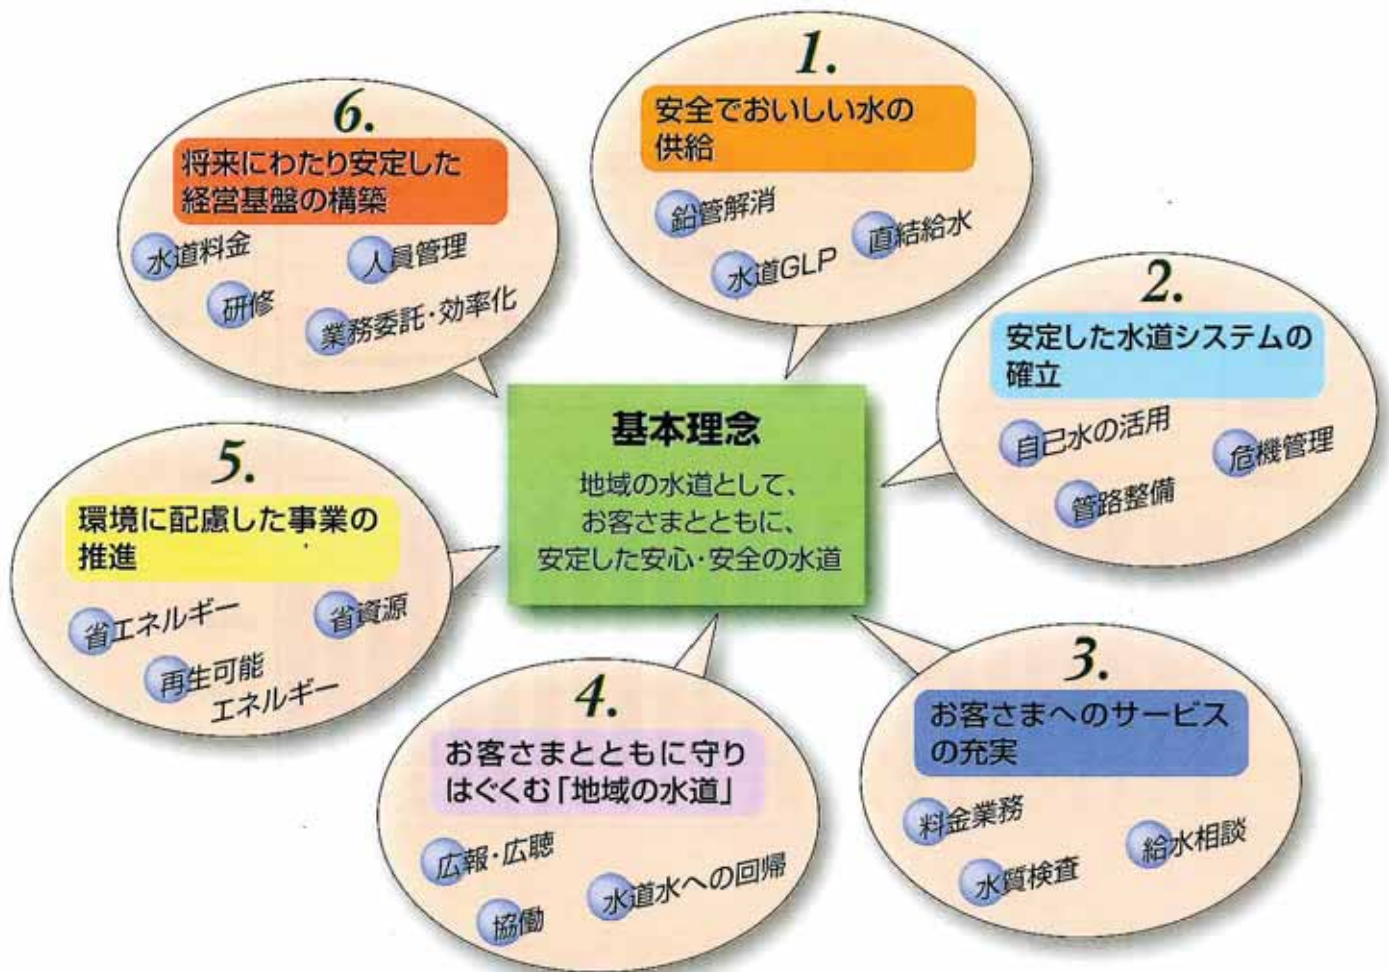 1.
安全でおいしい水の
供給
鉛管解消
水道GLP
直結給水
2.
安定した水道システムの
確立
自己水の活用
危機管理
管路整備
3.
お客さまへのサービス
の充実
料金業務
給水相談
水質検査
4.
お客さまとともに守り
はぐくむ「地域の水道」
広報・広聴
水道水への回帰
協働
5.
環境に配慮した事業の
推進
省エネルギー
省資源
再生可能
エネルギー
6.
将来にわたり安定した
経営基盤の構築
水道料金
人員管理
研修
業務委託・効率化
基本理念
地域の水道として、
お客さまとともに、
安定した安心・安全の水道